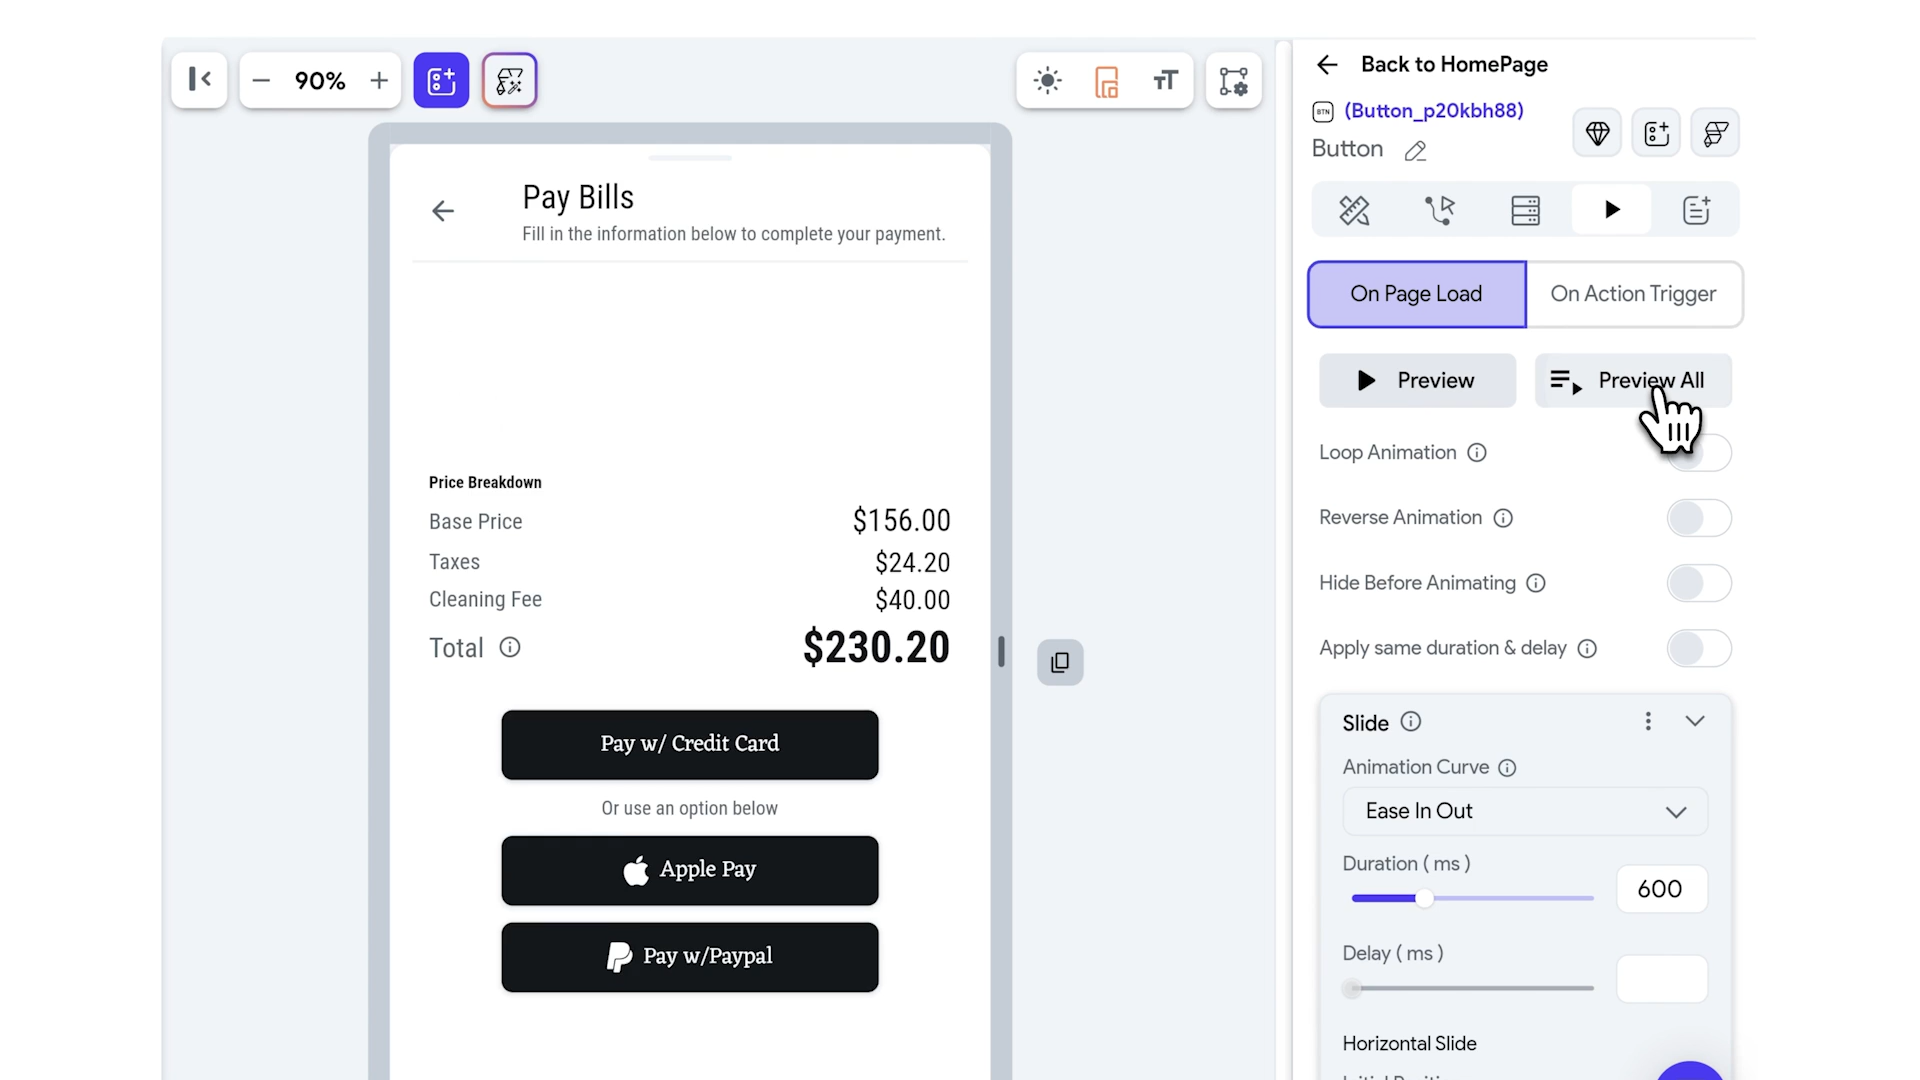 90%
Back to HomePage
BTN (Button_p20kbh88)
Button
Pay Bills
Fill in the information below to complete your payment.
On Page Load
On Action Trigger
Preview
Preview All
Loop Animation
Reverse Animation
Hide Before Animating
Apply same duration & delay
Price Breakdown
Base Price $156.00
Taxes $24.20
Cleaning Fee $40.00
Total $230.20
Pay w/ Credit Card
Or use an option below
Apple Pay
Pay w/Paypal
Slide
Animation Curve
Ease In Out
Duration ( ms )
600
Delay ( ms )
Horizontal Slide